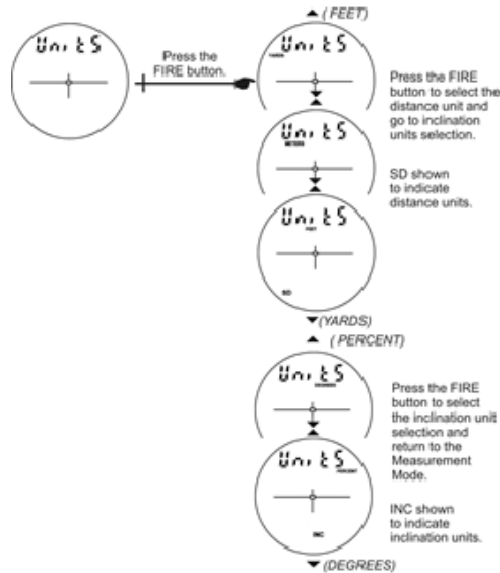 (FEET)
UnitS
Press the
FIRE button.
UnitS
YARDS
Press the FIRE
button to select the
distance unit and
go to inclination
units selection.
UnitS
METERS
SD shown
to indicate
distance units.
UnitS
FEET
SD
(YARDS)
(PERCENT)
UnitS
DEGREES
Press the FIRE
button to select
the inclination unit
selection and
return to the
Measurement
Mode.
UnitS
PERCENT
INC
INC shown
to indicate
inclination units.
(DEGREES)